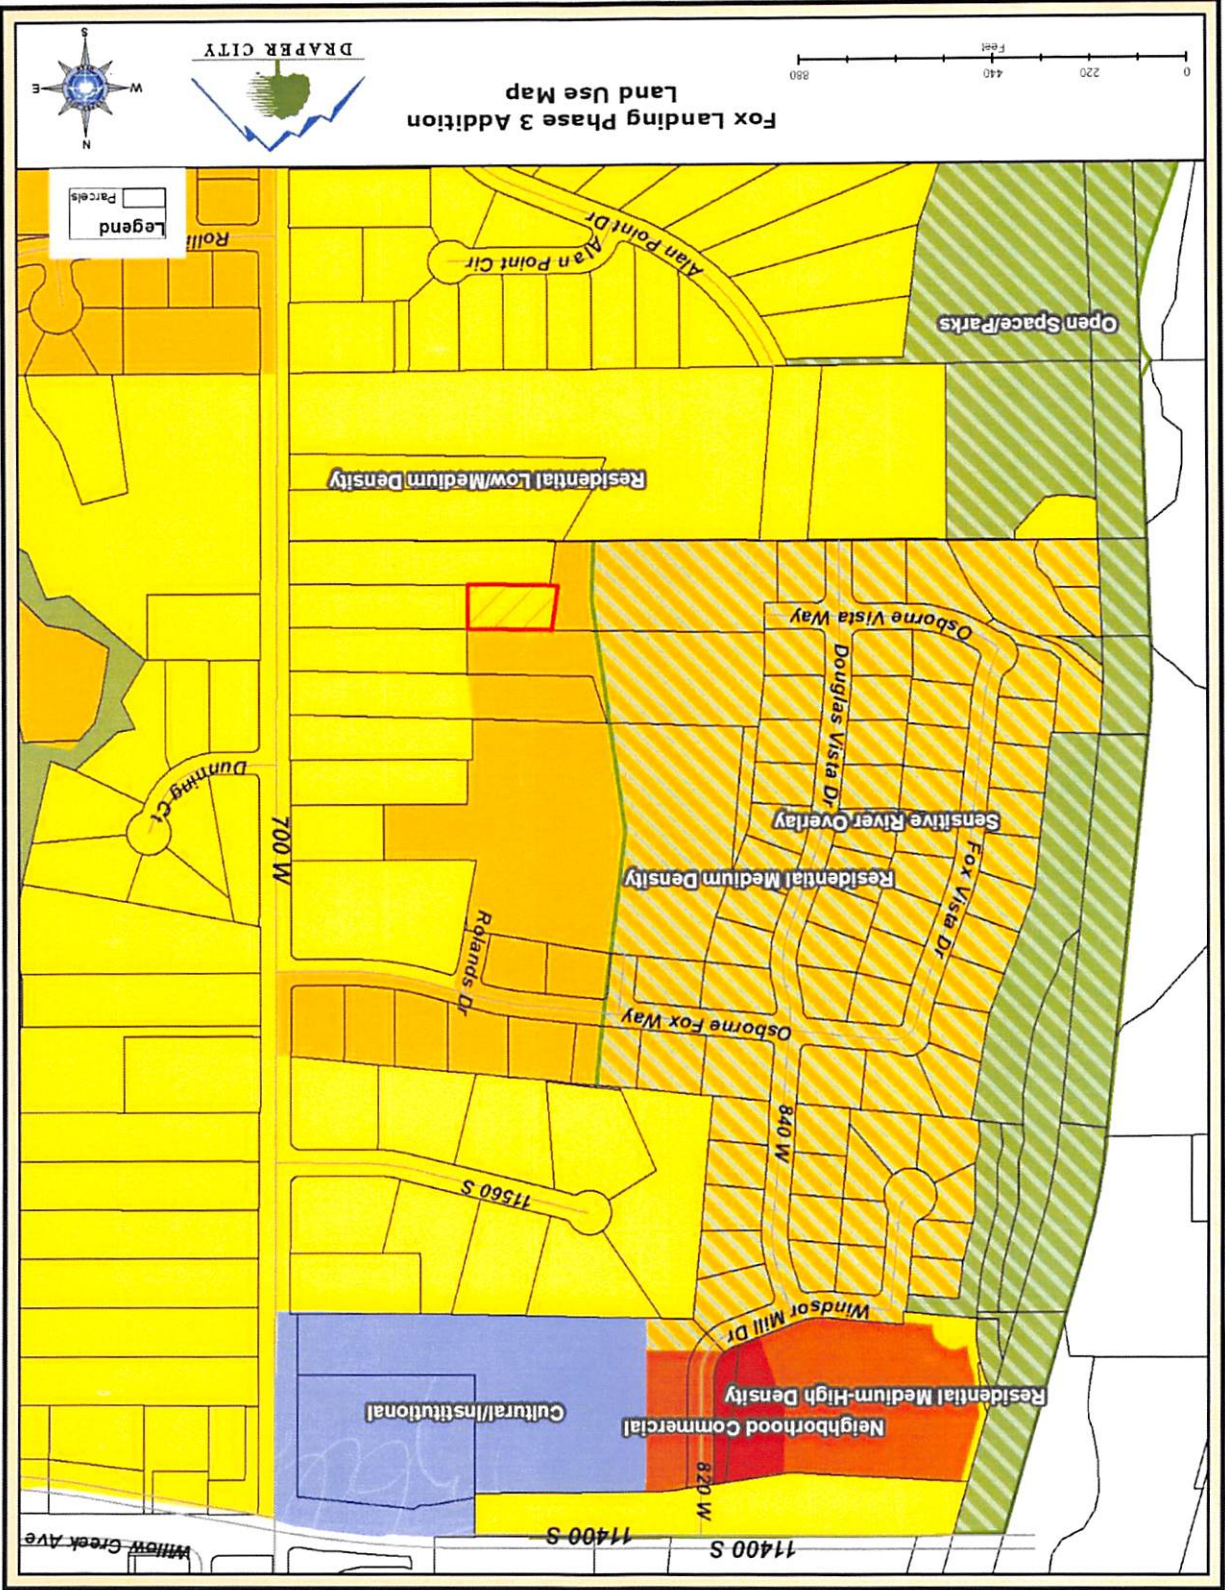 11400 S
11400 S
Willow Creek Ave
820 W
Neighborhood Commercial
Cultural/Institutional
Residential Medium-High Density
Windsor Mill Dr
11560 S
840 W
Osborne Fox Way
Rolands Dr
Fox Vista Dr
Residential Medium Density
700 W
Sensitive River Overlay
Dunning Ct
Douglas Vista Dr
Osborne Vista Way
Residential Low/Medium Density
Open Space/Parks
Alan Point Dr
Alan Point Cir
Alan Point Dr
Rolli
Legend
Parcels
Fox Landing Phase 3 Addition
Land Use Map
0 220 440 880
Feet
DRAPER CITY
N
W
E
S